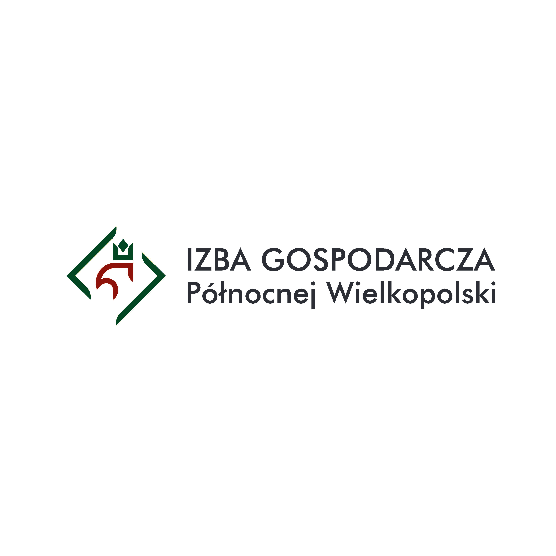 IZBA GOSPODARCZA
Północnej Wielkopolski